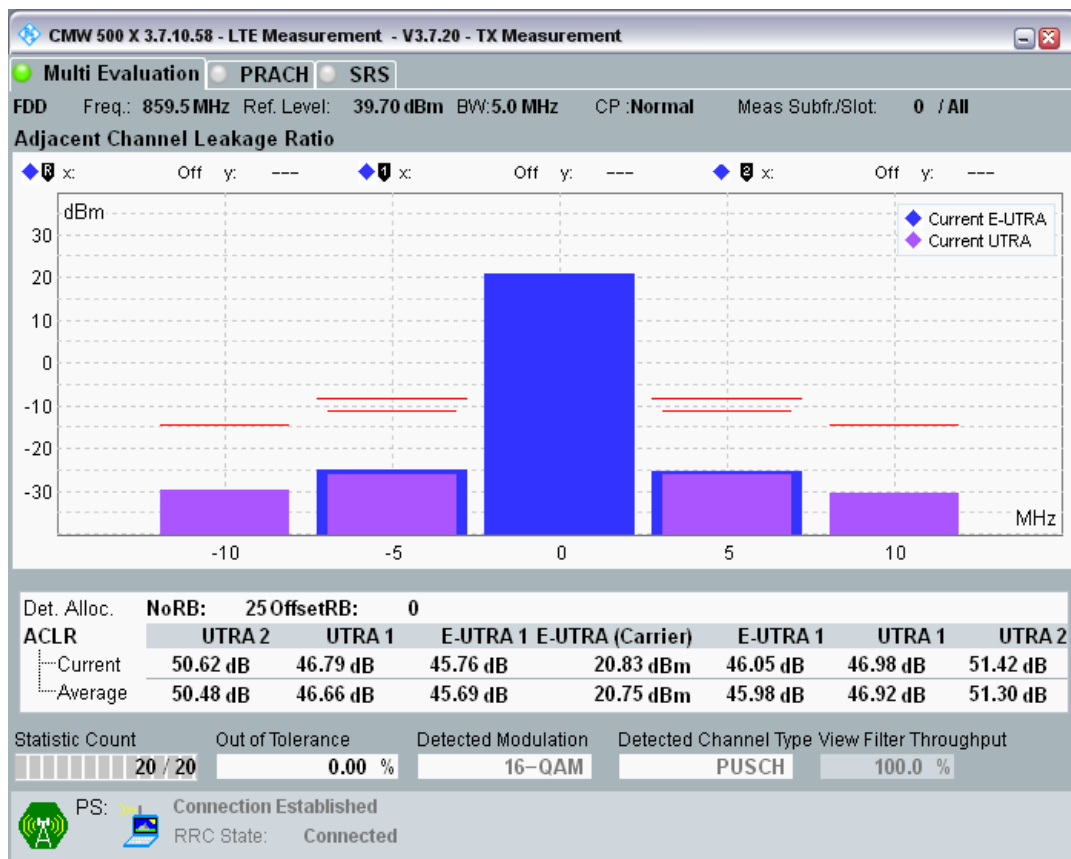 CMW 500 X 3.7.10.58 - LTE Measurement - V3.7.20 - TX Measurement
Multi Evaluation PRACH SRS
FDD Freq.: 859.5 MHz Ref. Level: 39.70 dBm BW:5.0 MHz CP :Normal Meas Subfr./Slot: 0 / All
Adjacent Channel Leakage Ratio
R x: Off y: --- 1 x: Off y: --- 2 x: Off y: ---
dBm
Current E-UTRA
Current UTRA
30
20
10
0
-10
-20
-30
MHz
-10 -5 0 5 10
Det. Alloc. NoRB: 25 OffsetRB: 0
ACLR UTRA 2 UTRA 1 E-UTRA 1 E-UTRA (Carrier) E-UTRA 1 UTRA 1 UTRA 2
Current 50.62 dB 46.79 dB 45.76 dB 20.83 dBm 46.05 dB 46.98 dB 51.42 dB
Average 50.48 dB 46.66 dB 45.69 dB 20.75 dBm 45.98 dB 46.92 dB 51.30 dB
Statistic Count Out of Tolerance Detected Modulation Detected Channel Type View Filter Throughput
20 / 20 0.00 % 16-QAM PUSCH 100.0 %
PS: Connection Established
RRC State: Connected